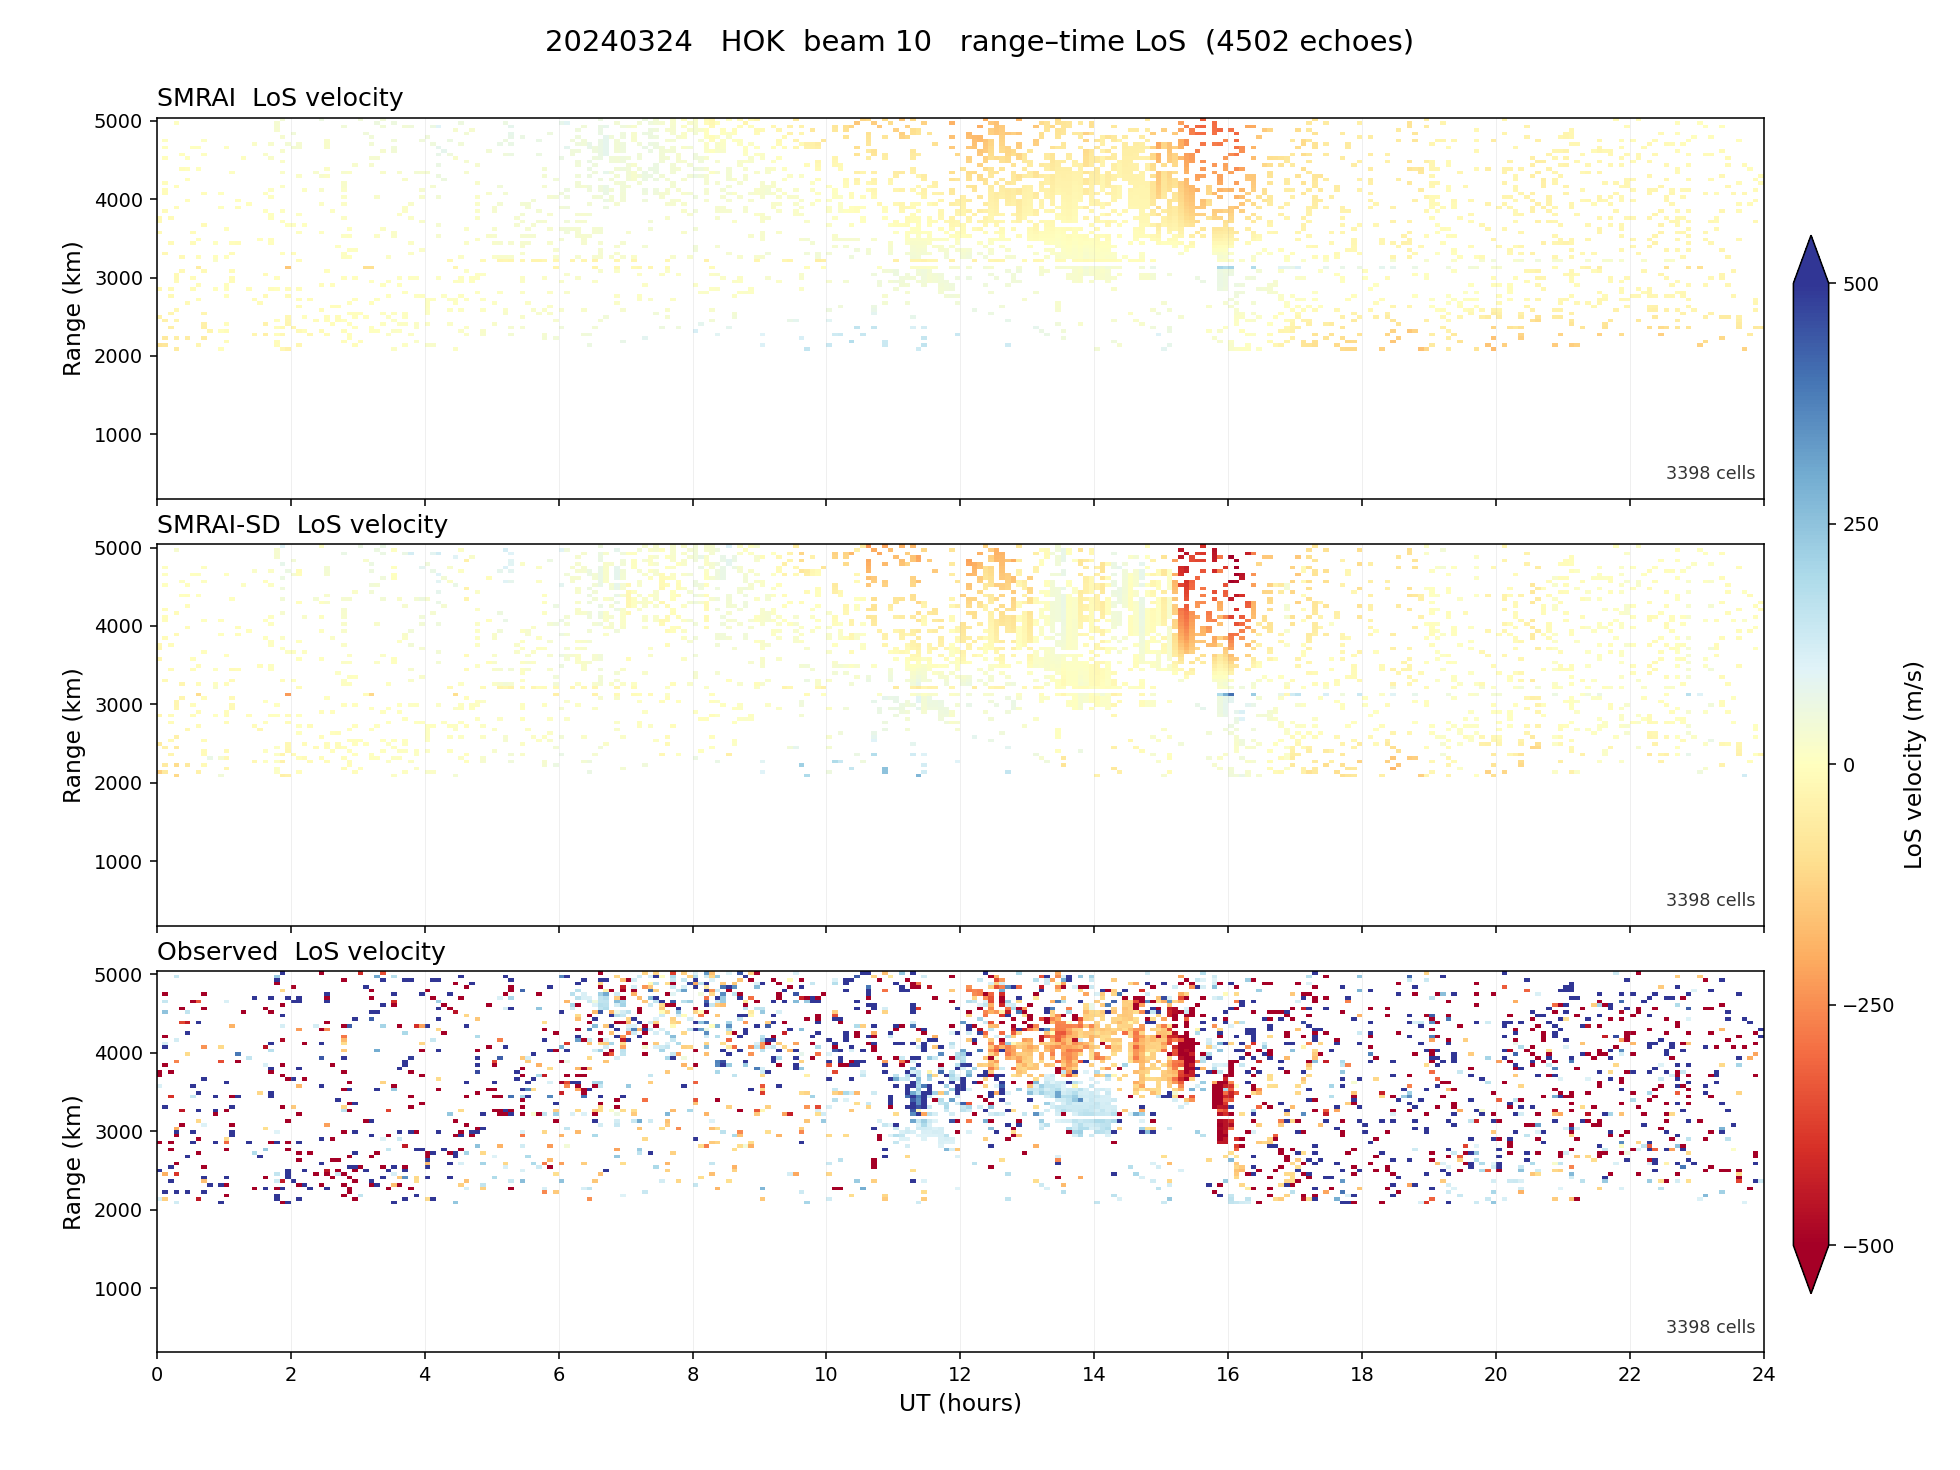 20240324   HOK  beam 10   range–time LoS  (4502 echoes)
SMRAI  LoS velocity
5000
4000
3000
2000
1000
Range (km)
3398 cells
SMRAI-SD  LoS velocity
5000
4000
3000
2000
1000
Range (km)
3398 cells
Observed  LoS velocity
5000
4000
3000
2000
1000
Range (km)
3398 cells
0 2 4 6 8 10 12 14 16 18 20 22 24
UT (hours)
500
250
0
−250
−500
LoS velocity (m/s)